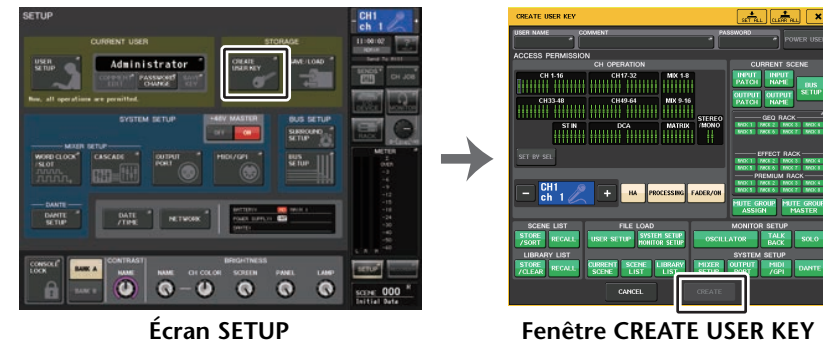 SETUP
CURRENT USER
STORAGE
USER SETUP
Administrator
COMMENT EDIT
PASSWORD CHANGE
SAVE KEY
CREATE USER KEY
SAVE/LOAD
Now, all operations are permitted.
SYSTEM SETUP
+48V MASTER
OFF
ON
BUS SETUP
SURROUND SETUP
MIXER SETUP
WORD CLOCK /SLOT
CASCADE
OUTPUT PORT
MIDI/GPI
BUS SETUP
DANTE
DANTE SETUP
DATE /TIME
NETWORK
CONSOLE LOCK
BANK A
BANK B
CONTRAST
NAME
BRIGHTNESS
NAME
CH COLOR
SCREEN
PANEL
LAMP
CH1
ch 1
11:00:02
CH JOB
METER
SETUP
SCENE 000
Initial Data
CREATE USER KEY
SET ALL
CLEAR ALL
USER NAME
COMMENT
PASSWORD
POWER USER
ACCESS PERMISSION
CH OPERATION
CH 1-16
CH17-32
MIX 1-8
CH33-48
CH49-64
MIX 9-16
STEREO /MONO
ST IN
DCA
MATRIX
SET BY SEL
CH1
ch 1
HA
PROCESSING
FADER/ON
CURRENT SCENE
INPUT PATCH
INPUT NAME
BUS SETUP
OUTPUT PATCH
OUTPUT NAME
GEQ RACK
EFFECT RACK
PREMIUM RACK
MUTE GROUP ASSIGN
MUTE GROUP MASTER
SCENE LIST
STORE /SORT
RECALL
FILE LOAD
USER SETUP
SYSTEM SETUP MONITOR SETUP
MONITOR SETUP
OSCILLATOR
TALK BACK
SOLO
LIBRARY LIST
STORE /CLEAR
RECALL
CURRENT SCENE
SCENE LIST
LIBRARY LIST
SYSTEM SETUP
MIXER SETUP
OUTPUT PORT
MIDI /GPI
DANTE
CANCEL
CREATE
Écran SETUP
Fenêtre CREATE USER KEY